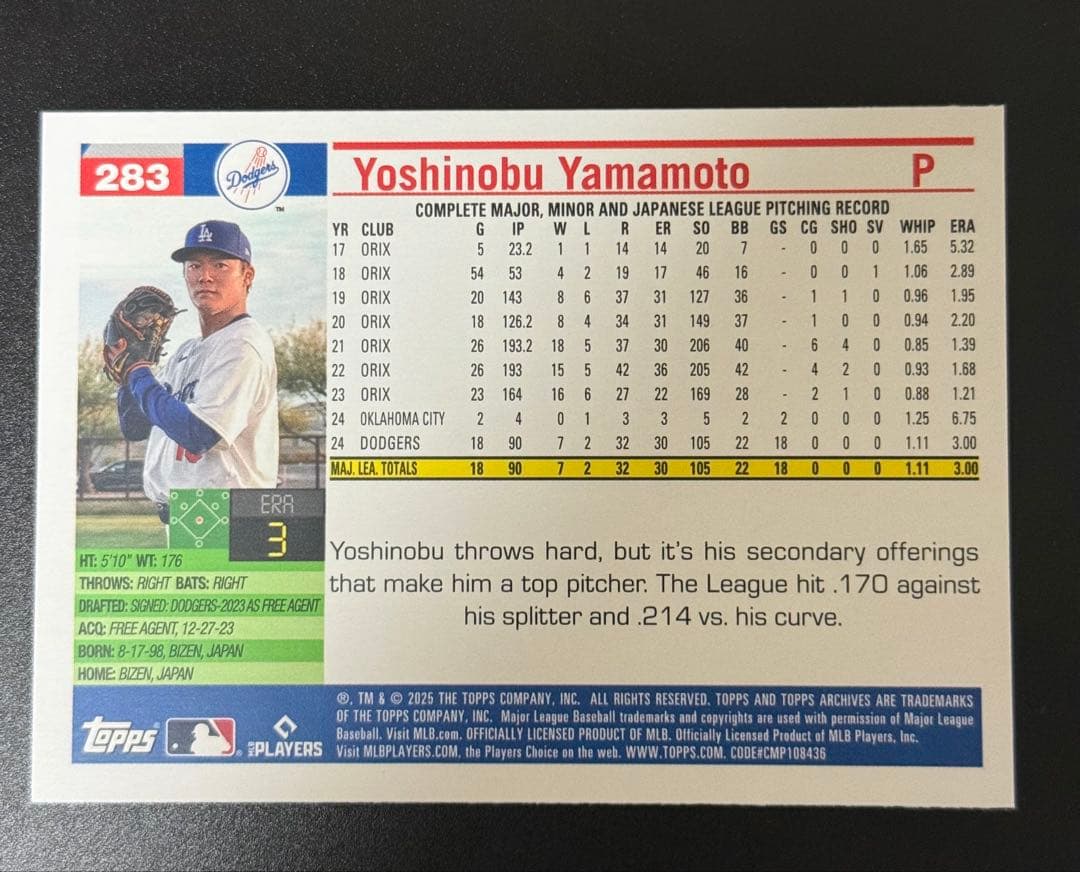 283
Dodgers
TM
Yoshinobu Yamamoto P
COMPLETE MAJOR, MINOR AND JAPANESE LEAGUE PITCHING RECORD
YR CLUB G IP W L R ER SO BB GS CG SHO SV WHIP ERA
17 ORIX 5 23.2 1 1 14 14 20 7 - 0 0 0 1.65 5.32
18 ORIX 54 53 4 2 19 17 46 16 - 0 0 1 1.06 2.89
19 ORIX 20 143 8 6 37 31 127 36 - 1 1 0 0.96 1.95
20 ORIX 18 126.2 8 4 34 31 149 37 - 1 0 0 0.94 2.20
21 ORIX 26 193.2 18 5 37 30 206 40 - 6 4 0 0.85 1.39
22 ORIX 26 193 15 5 42 36 205 42 - 4 2 0 0.93 1.68
23 ORIX 23 164 16 6 27 22 169 28 - 2 1 0 0.88 1.21
24 OKLAHOMA CITY 2 4 0 1 3 3 5 2 2 0 0 0 1.25 6.75
24 DODGERS 18 90 7 2 32 30 105 22 18 0 0 0 1.11 3.00
MAJ. LEA. TOTALS 18 90 7 2 32 30 105 22 18 0 0 0 1.11 3.00
LA
ERA
3
HT: 5'10" WT: 176
THROWS: RIGHT BATS: RIGHT
DRAFTED: SIGNED: DODGERS-2023 AS FREE AGENT
ACQ: FREE AGENT, 12-27-23
BORN: 8-17-98, BIZEN, JAPAN
HOME: BIZEN, JAPAN
Yoshinobu throws hard, but it's his secondary offerings
that make him a top pitcher. The League hit .170 against
his splitter and .214 vs. his curve.
Topps
MLB PLAYERS
®, TM & © 2025 THE TOPPS COMPANY, INC. ALL RIGHTS RESERVED. TOPPS AND TOPPS ARCHIVES ARE TRADEMARKS
OF THE TOPPS COMPANY, INC. Major League Baseball trademarks and copyrights are used with permission of Major League
Baseball. Visit MLB.com. OFFICIALLY LICENSED PRODUCT OF MLB. Officially Licensed Product of MLB Players, Inc.
Visit MLBPLAYERS.COM, the Players Choice on the web. WWW.TOPPS.COM. CODE#CMP108436